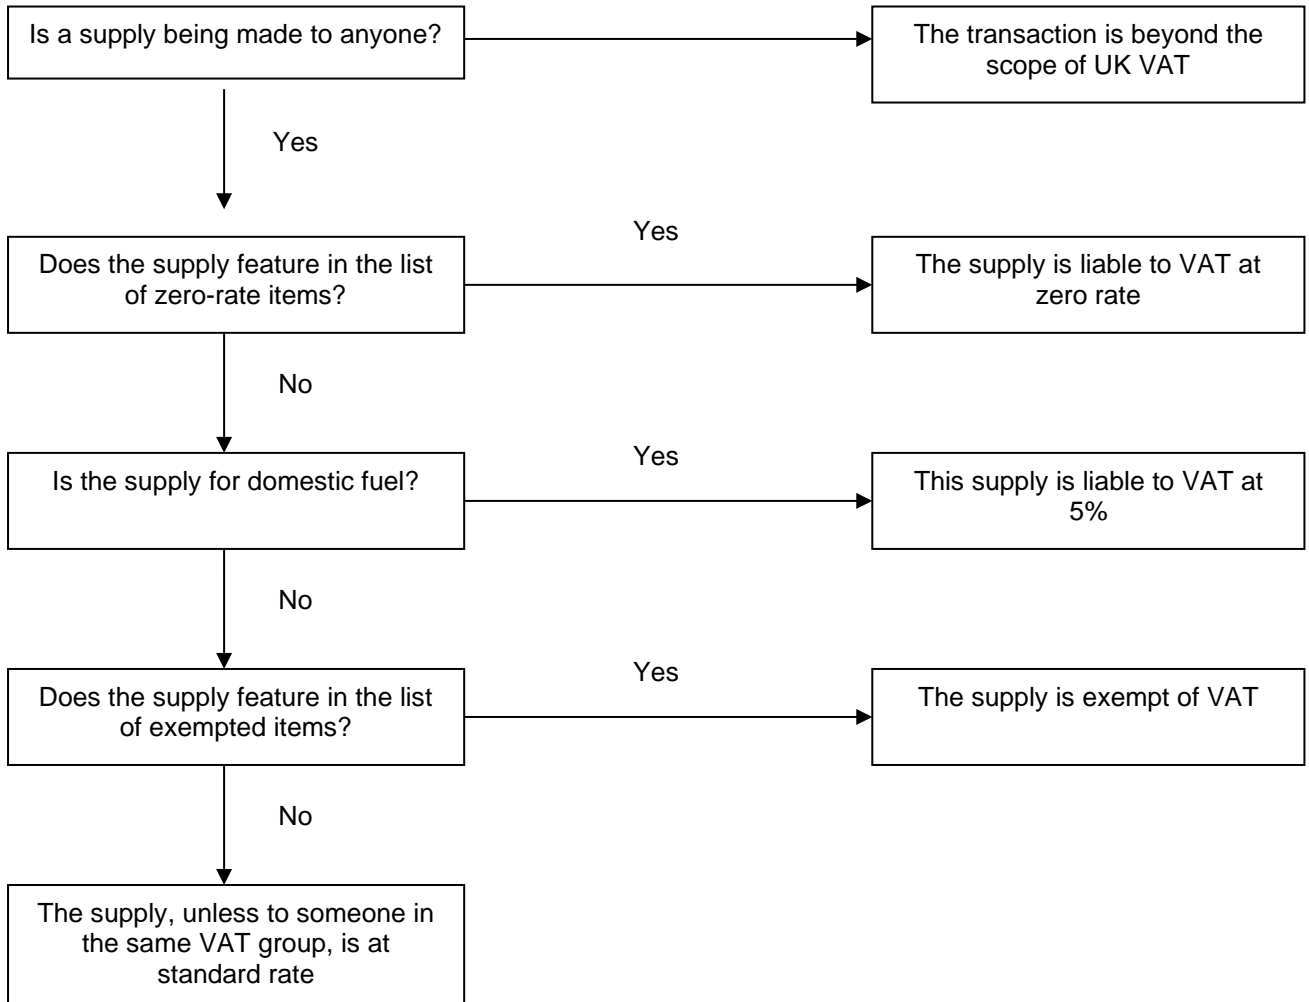 Is a supply being made to anyone?
The transaction is beyond the
scope of UK VAT
Yes
Does the supply feature in the list
of zero-rate items?
Yes
The supply is liable to VAT at
zero rate
No
Is the supply for domestic fuel?
Yes
This supply is liable to VAT at
5%
No
Does the supply feature in the list
of exempted items?
Yes
The supply is exempt of VAT
No
The supply, unless to someone in
the same VAT group, is at
standard rate